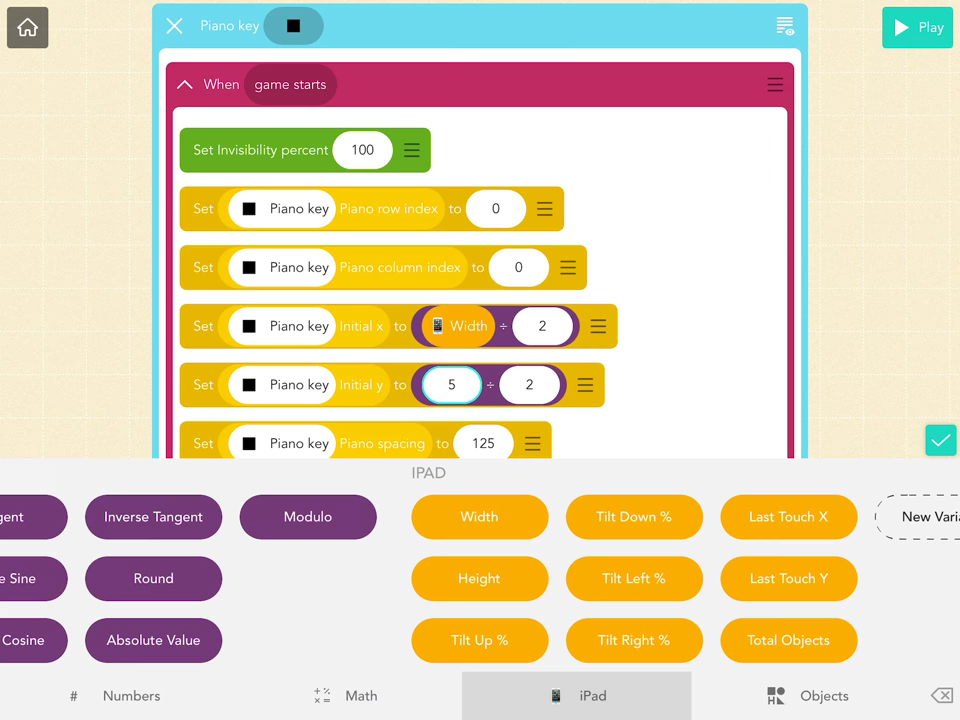 Piano key
Play
When game starts
Set Invisibility percent 100
Set Piano key Piano row index to 0
Set Piano key Piano column index to 0
Set Piano key Initial x to Width ÷ 2
Set Piano key Initial y to 5 ÷ 2
Set Piano key Piano spacing to 125
IPAD
gent Inverse Tangent Modulo Width Tilt Down % Last Touch X New Varia
e Sine Round Height Tilt Left % Last Touch Y
Cosine Absolute Value Tilt Up % Tilt Right % Total Objects
# Numbers Math iPad Objects